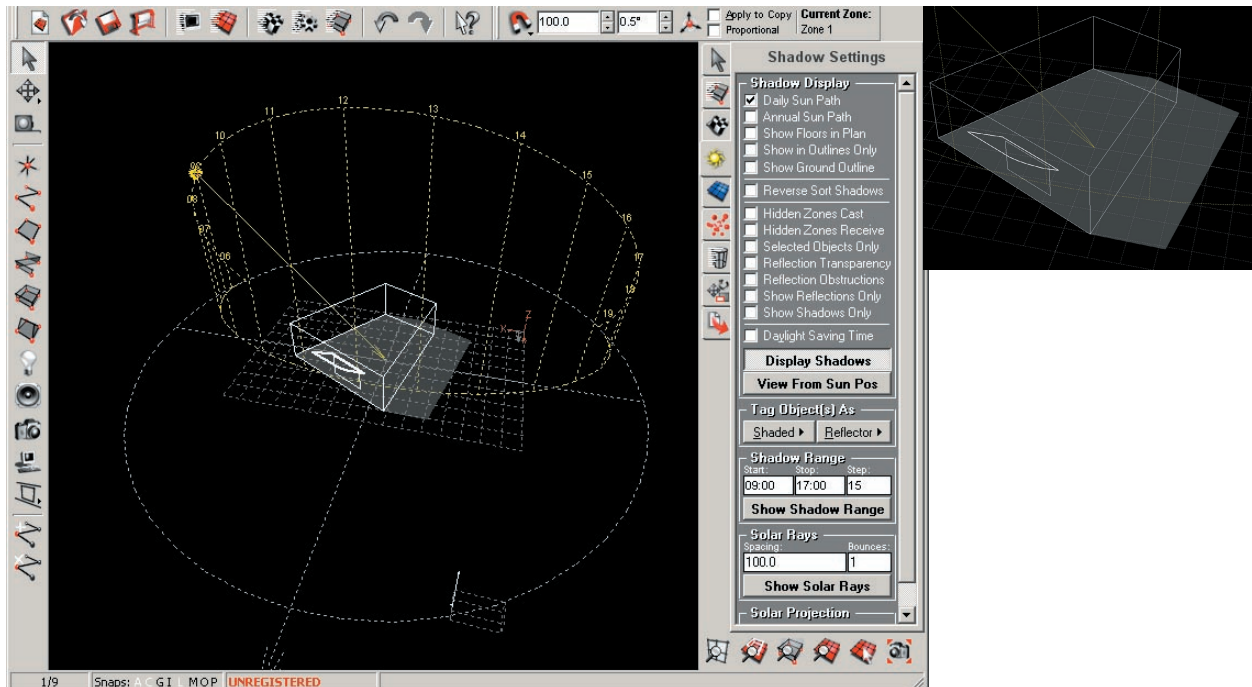 100.0
0.5°
Apply to Copy
Proportional
Current Zone:
Zone 1
Shadow Settings
Shadow Display
Daily Sun Path
Annual Sun Path
Show Floors in Plan
Show in Outlines Only
Show Ground Outline
Reverse Sort Shadows
Hidden Zones Cast
Hidden Zones Receive
Selected Objects Only
Reflection Transparency
Reflection Obstructions
Show Reflections Only
Show Shadows Only
Daylight Saving Time
Display Shadows
View From Sun Pos
Tag Object(s) As
Shaded
Reflector
Shadow Range
Start: Stop: Step:
09:00 17:00 15
Show Shadow Range
Solar Rays
Spacing: Bounces:
100.0 1
Show Solar Rays
Solar Projection
06
07
08
10
11
12
13
14
15
16
17
18
19
Z
X
1/9
Snaps: A C G I L M O P
UNREGISTERED